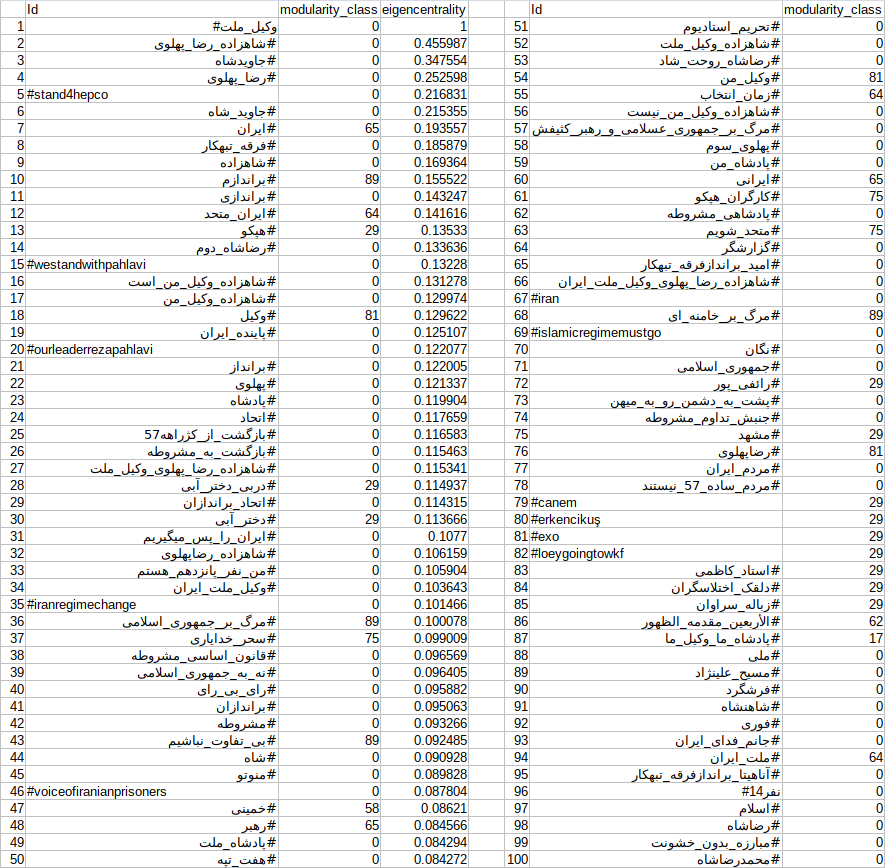 Id modularity_class eigencentrality Id modularity_class
1 وکیل_ملت# 0 1 51 #تحریم_استادیوم 0
2 #شاهزاده_رضا_پهلوی 0 0.455987 52 #شاهزاده_وکیل_ملت 0
3 #جاویدشاه 0 0.347554 53 #رضاشاه_روحت_شاد 0
4 #رضا_پهلوی 0 0.252598 54 #وکیل_من 81
5 #stand4hepco 0 0.216831 55 #زمان_انتخاب 64
6 #جاوید_شاه 0 0.215355 56 #شاهزاده_وکیل_من_نیست 0
7 #ایران 65 0.193557 57 #مرگ_بر_جمهوری_عسلامی_و_رهبر_کثیفش 0
8 #فرقه_تبهکار 0 0.185879 58 #پهلوی_سوم 0
9 #شاهزاده 0 0.169364 59 #پادشاه_من 0
10 #براندازم 89 0.155522 60 #ایرانی 65
11 #براندازی 0 0.143247 61 #کارگران_هپکو 75
12 #ایران_متحد 64 0.141616 62 #پادشاهی_مشروطه 0
13 #هپکو 29 0.13533 63 #متحد_شویم 75
14 #رضاشاه_دوم 0 0.133636 64 #گزارشگر 0
15 #westandwithpahlavi 0 0.13228 65 #امید_براندازفرقه_تبهکار 0
16 #شاهزاده_وکیل_من_است 0 0.131278 66 #شاهزاده_رضا_پهلوی_وکیل_ملت_ایران 0
17 #شاهزاده_وکیل_من 0 0.129974 67 #iran 0
18 #وکیل 81 0.129622 68 #مرگ_بر_خامنه_ای 89
19 #پاینده_ایران 0 0.125107 69 #islamicregimemustgo 0
20 #ourleaderrezapahlavi 0 0.122077 70 #نگان 0
21 #برانداز 0 0.122005 71 #جمهوری_اسلامی 0
22 #پهلوی 0 0.121337 72 #رائفی_پور 29
23 #پادشاه 0 0.119904 73 #پشت_به_دشمن_رو_به_میهن 0
24 #اتحاد 0 0.117659 74 #جنبش_تداوم_مشروطه 0
25 #بازگشت_از_کژراهه57 0 0.116583 75 #مشهد 29
26 #بازگشت_به_مشروطه 0 0.115463 76 #رضاپهلوی 81
27 #شاهزاده_رضا_پهلوی_وکیل_ملت 0 0.115341 77 #مردم_ایران 0
28 #دربی_دختر_آبی 29 0.114937 78 #مردم_ساده_57_نیستند 0
29 #اتحاد_براندازان 0 0.114315 79 #canem 29
30 #دختر_آبی 29 0.113666 80 #erkencikuş 29
31 #ایران_را_پس_میگیریم 0 0.1077 81 #exo 29
32 #شاهزاده_رضاپهلوی 0 0.106159 82 #loeygoingtowkf 29
33 #من_نفر_پانزدهم_هستم 0 0.105904 83 #استاد_کاظمی 29
34 #وکیل_ملت_ایران 0 0.103643 84 #دلقک_اختلاسگران 29
35 #iranregimechange 0 0.101466 85 #زباله_سراوان 29
36 #مرگ_بر_جمهوری_اسلامی 89 0.100078 86 #الأربعین_مقدمه_الظهور 62
37 #سحر_خدایاری 75 0.099009 87 #پادشاه_ما_وکیل_ما 17
38 #قانون_اساسی_مشروطه 0 0.096569 88 #ملی 0
39 #نه_به_جمهوری_اسلامی 0 0.096405 89 #مسیح_علینژاد 0
40 #رای_بی_رای 0 0.095882 90 #فرشگرد 0
41 #براندازان 0 0.095063 91 #شاهنشاه 0
42 #مشروطه 0 0.093266 92 #فوری 0
43 #بی_تفاوت_نباشیم 89 0.092485 93 #جانم_فدای_ایران 0
44 #شاه 0 0.090928 94 #ملت_ایران 64
45 #منوتو 0 0.089828 95 #آناهیتا_براندازفرقه_تبهکار 0
46 #voiceofiranianprisoners 0 0.087804 96 #14نفر 0
47 #خمینی 58 0.08621 97 #اسلام 0
48 #رهبر 65 0.084566 98 #رضاشاه 0
49 #پادشاه_ملت 0 0.084294 99 #مبارزه_بدون_خشونت 0
50 #هفت_تپه 0 0.084272 100 #محمدرضاشاه 0